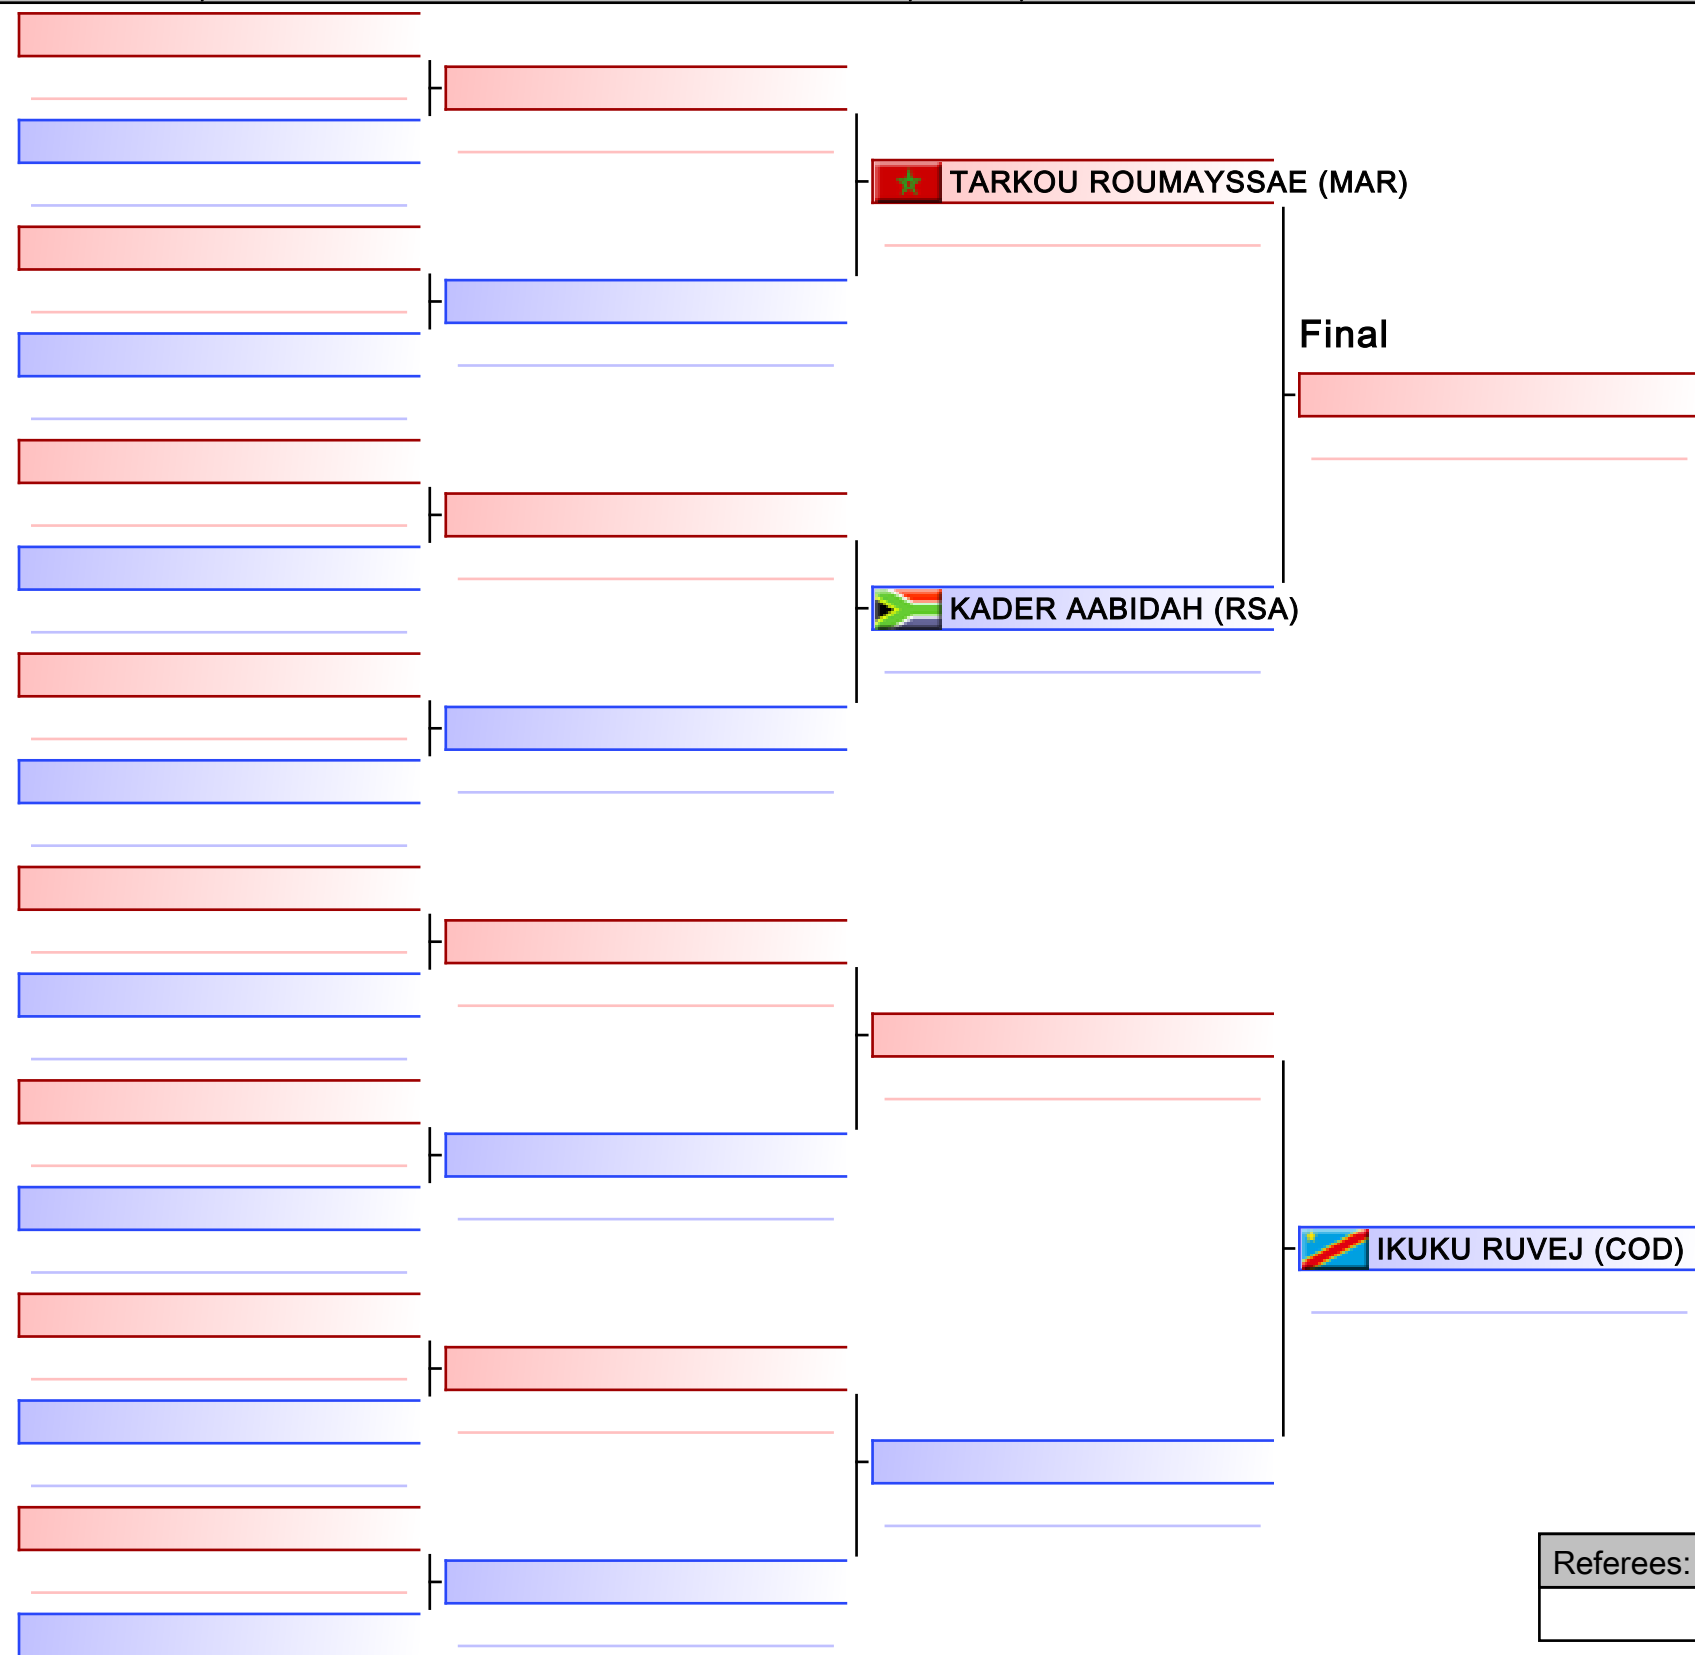 TARKOU ROUMAYSSAE (MAR)
Final
KADER AABIDAH (RSA)
IKUKU RUVEJ (COD)
Referees: